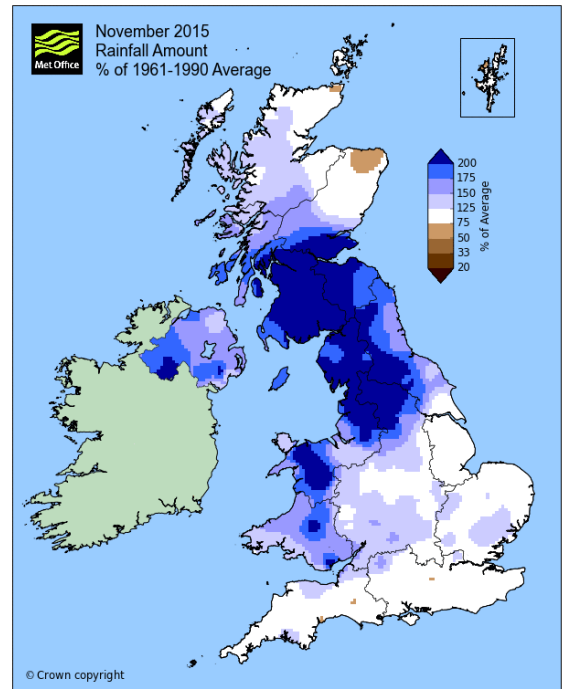 Met Office
November 2015
Rainfall Amount
% of 1961-1990 Average
200
175
150
125
75
50
33
20
% of Average
© Crown copyright